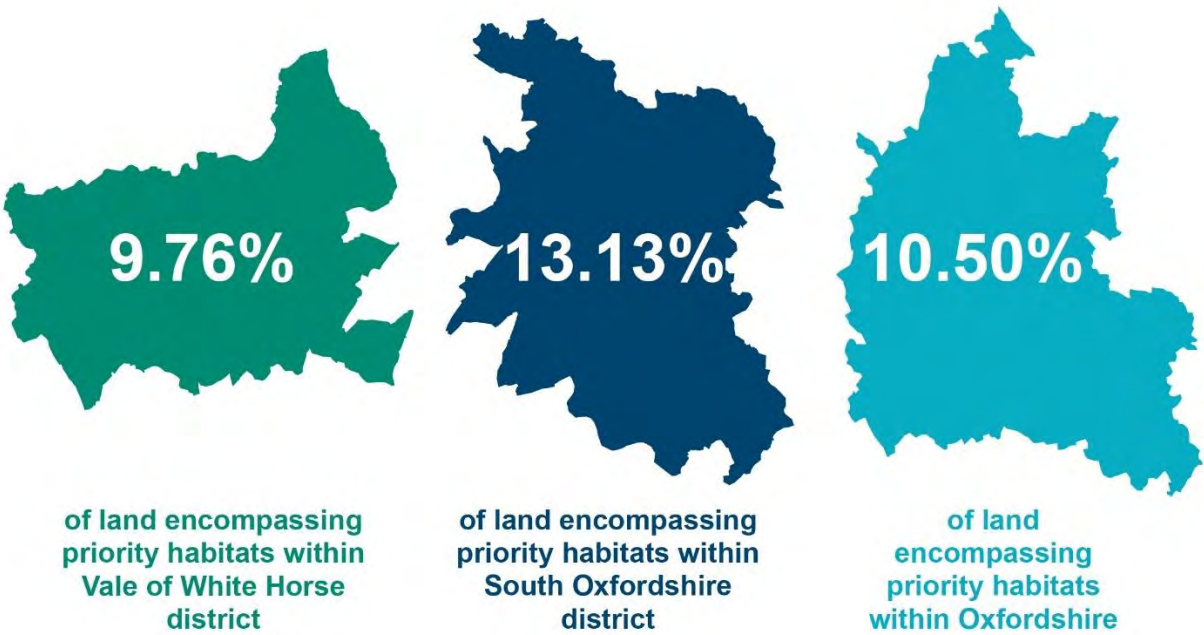 9.76%
of land encompassing
priority habitats within
Vale of White Horse
district
13.13%
of land encompassing
priority habitats within
South Oxfordshire
district
10.50%
of land
encompassing
priority habitats
within Oxfordshire